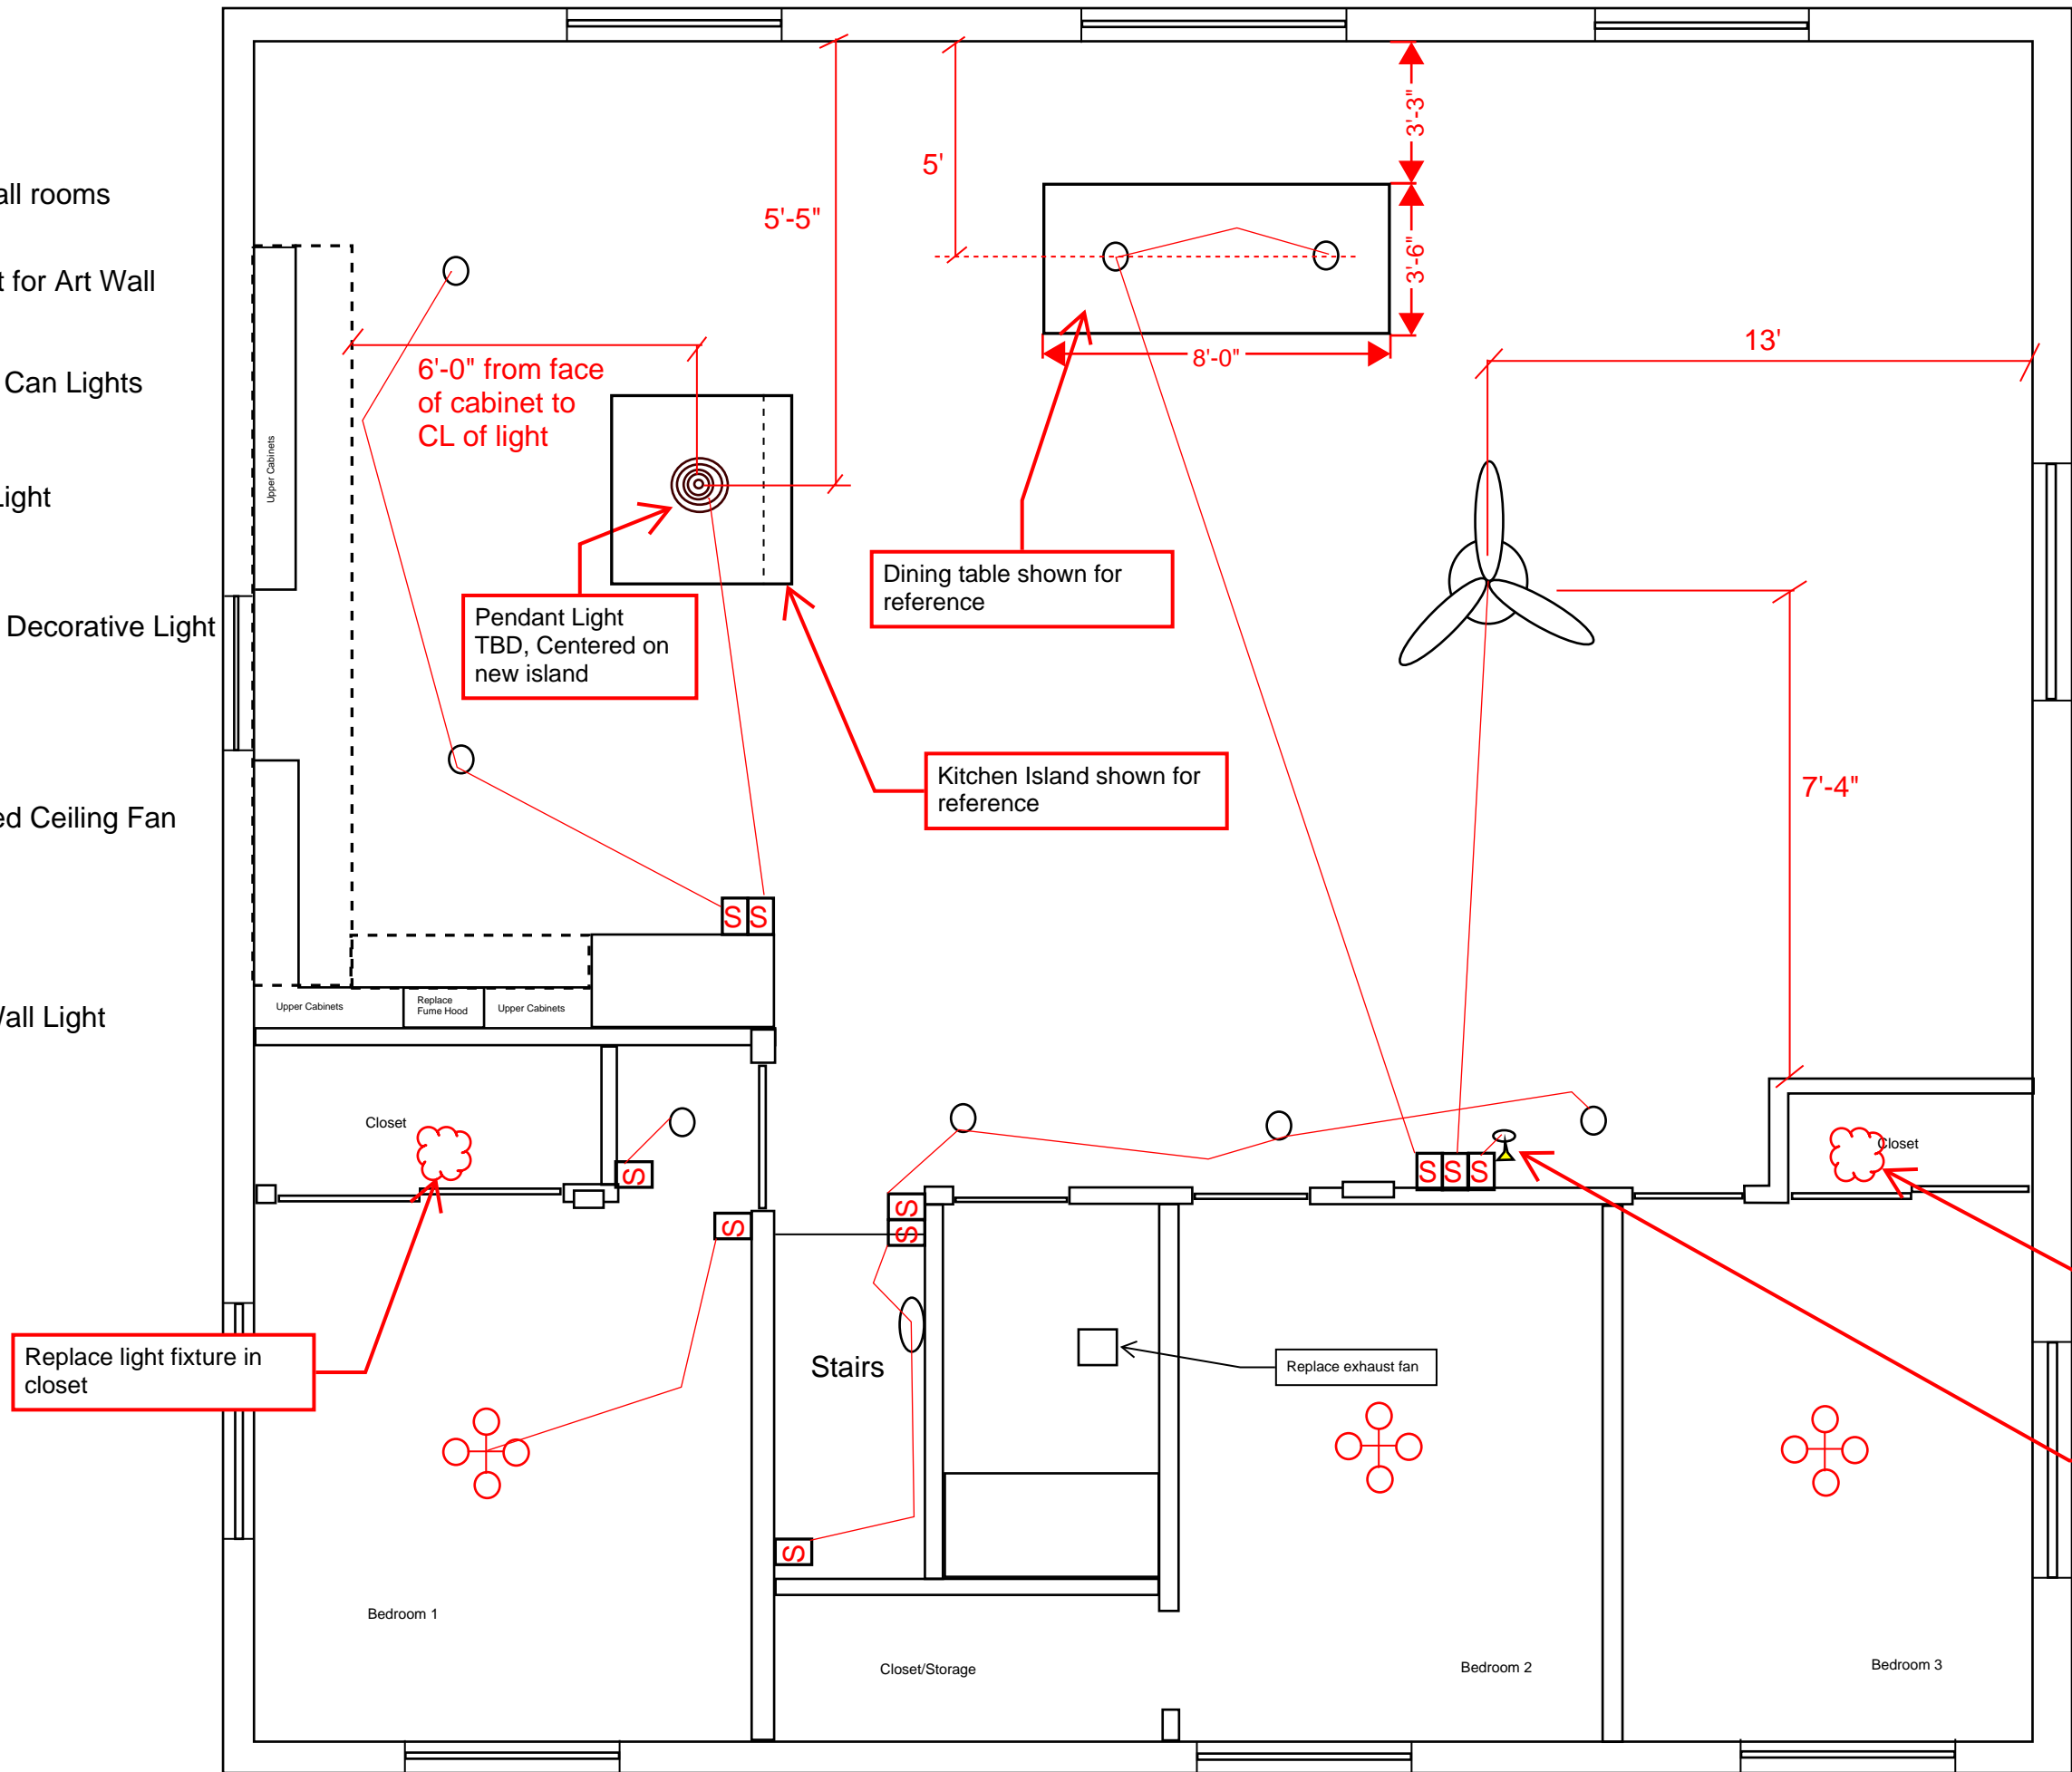 all rooms
t for Art Wall
Can Lights
Light
Decorative Light
ed Ceiling Fan
Wall Light
5'-5"
5'
3'-3"
3'-6"
8'-0"
13'
7'-4"
6'-0" from face
of cabinet to
CL of light
Upper Cabinets
Pendant Light
TBD, Centered on
new island
Dining table shown for
reference
Kitchen Island shown for
reference
S S
Upper Cabinets
Replace
Fume Hood
Upper Cabinets
Closet
S
S
S
S
S S S
Closet
Replace light fixture in
closet
Stairs
Replace exhaust fan
S
Bedroom 1
Closet/Storage
Bedroom 2
Bedroom 3